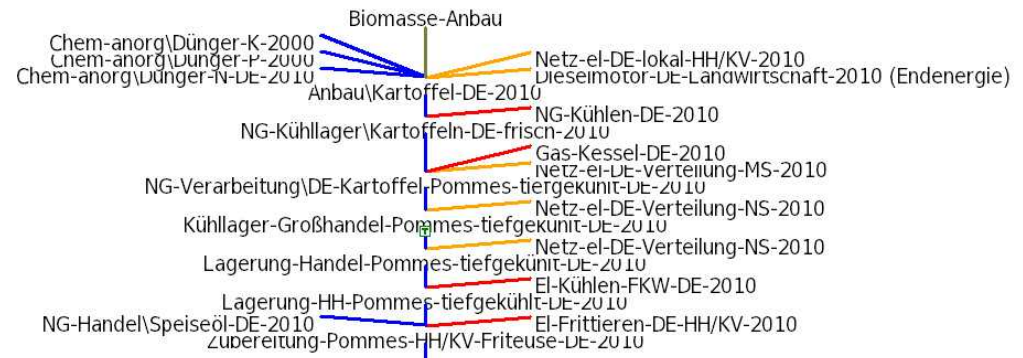 Biomasse-Anbau
Chem-anorg\Dünger-K-2000
Chem-anorg\Dünger-P-2000
Netz-el-DE-lokal-HH/KV-2010
Chem-anorg\Dünger-N-DE-2010
Dieselmotor-DE-Landwirtschaft-2010 (Endenergie)
Anbau\Kartoffel-DE-2010
NG-Kühlen-DE-2010
NG-Kühllager\Kartoffeln-DE-frisch-2010
Gas-Kessel-DE-2010
Netz-el-DE-Verteilung-MS-2010
NG-Verarbeitung\DE-Kartoffel-Pommes-tiefgekühlt-DE-2010
Netz-el-DE-Verteilung-NS-2010
Kühllager-Großhandel-Pommes-tiefgekühlt-DE-2010
T
Netz-el-DE-Verteilung-NS-2010
Lagerung-Handel-Pommes-tiefgekühlt-DE-2010
El-Kühlen-FKW-DE-2010
Lagerung-HH-Pommes-tiefgekühlt-DE-2010
NG-Handel\Speiseöl-DE-2010
El-Frittieren-DE-HH/KV-2010
Zubereitung-Pommes-HH/KV-Friteuse-DE-2010